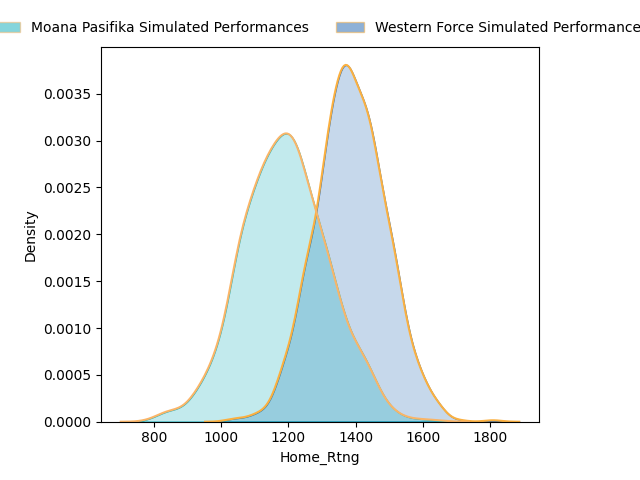 Moana Pasifika Simulated Performances
Western Force Simulated Performance
0.0035
0.0030
0.0025
0.0020
0.0015
0.0010
0.0005
0.0000
Density
800 1000 1200 1400 1600 1800
Home_Rtng